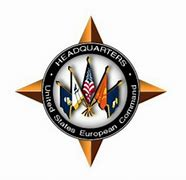 HEADQUARTERS
United States European Command